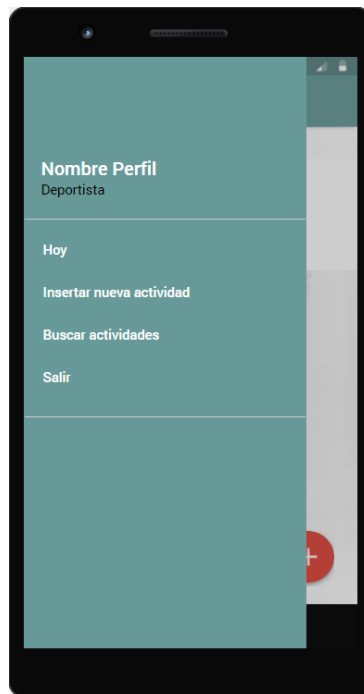 Nombre Perfil
Deportista
Hoy
Insertar nueva actividad
Buscar actividades
Salir